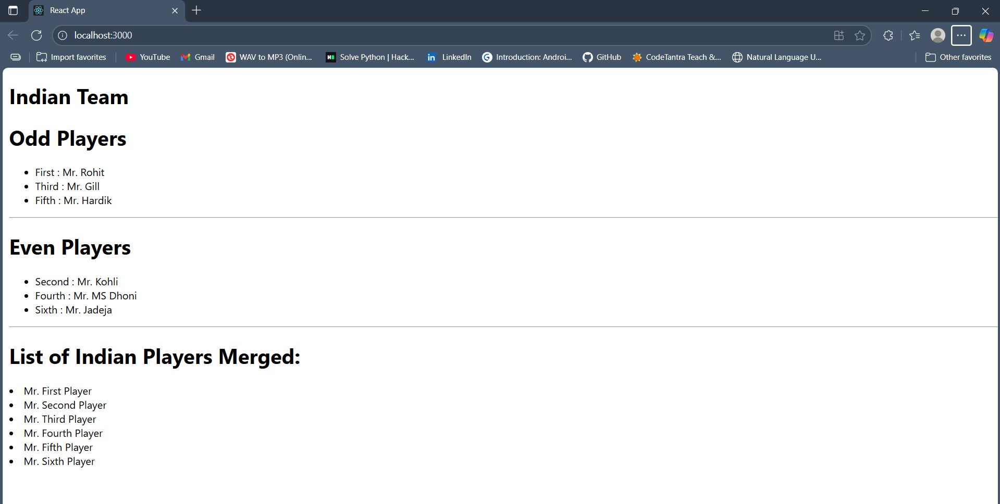 React App
localhost:3000
Import favorites
YouTube
Gmail
WAV to MP3 (Onlin...
Solve Python | Hack...
LinkedIn
Introduction: Androi...
GitHub
CodeTantra Teach &...
Natural Language U...
Other favorites
Indian Team
Odd Players
• First : Mr. Rohit
• Third : Mr. Gill
• Fifth : Mr. Hardik
Even Players
• Second : Mr. Kohli
• Fourth : Mr. MS Dhoni
• Sixth : Mr. Jadeja
List of Indian Players Merged:
• Mr. First Player
• Mr. Second Player
• Mr. Third Player
• Mr. Fourth Player
• Mr. Fifth Player
• Mr. Sixth Player